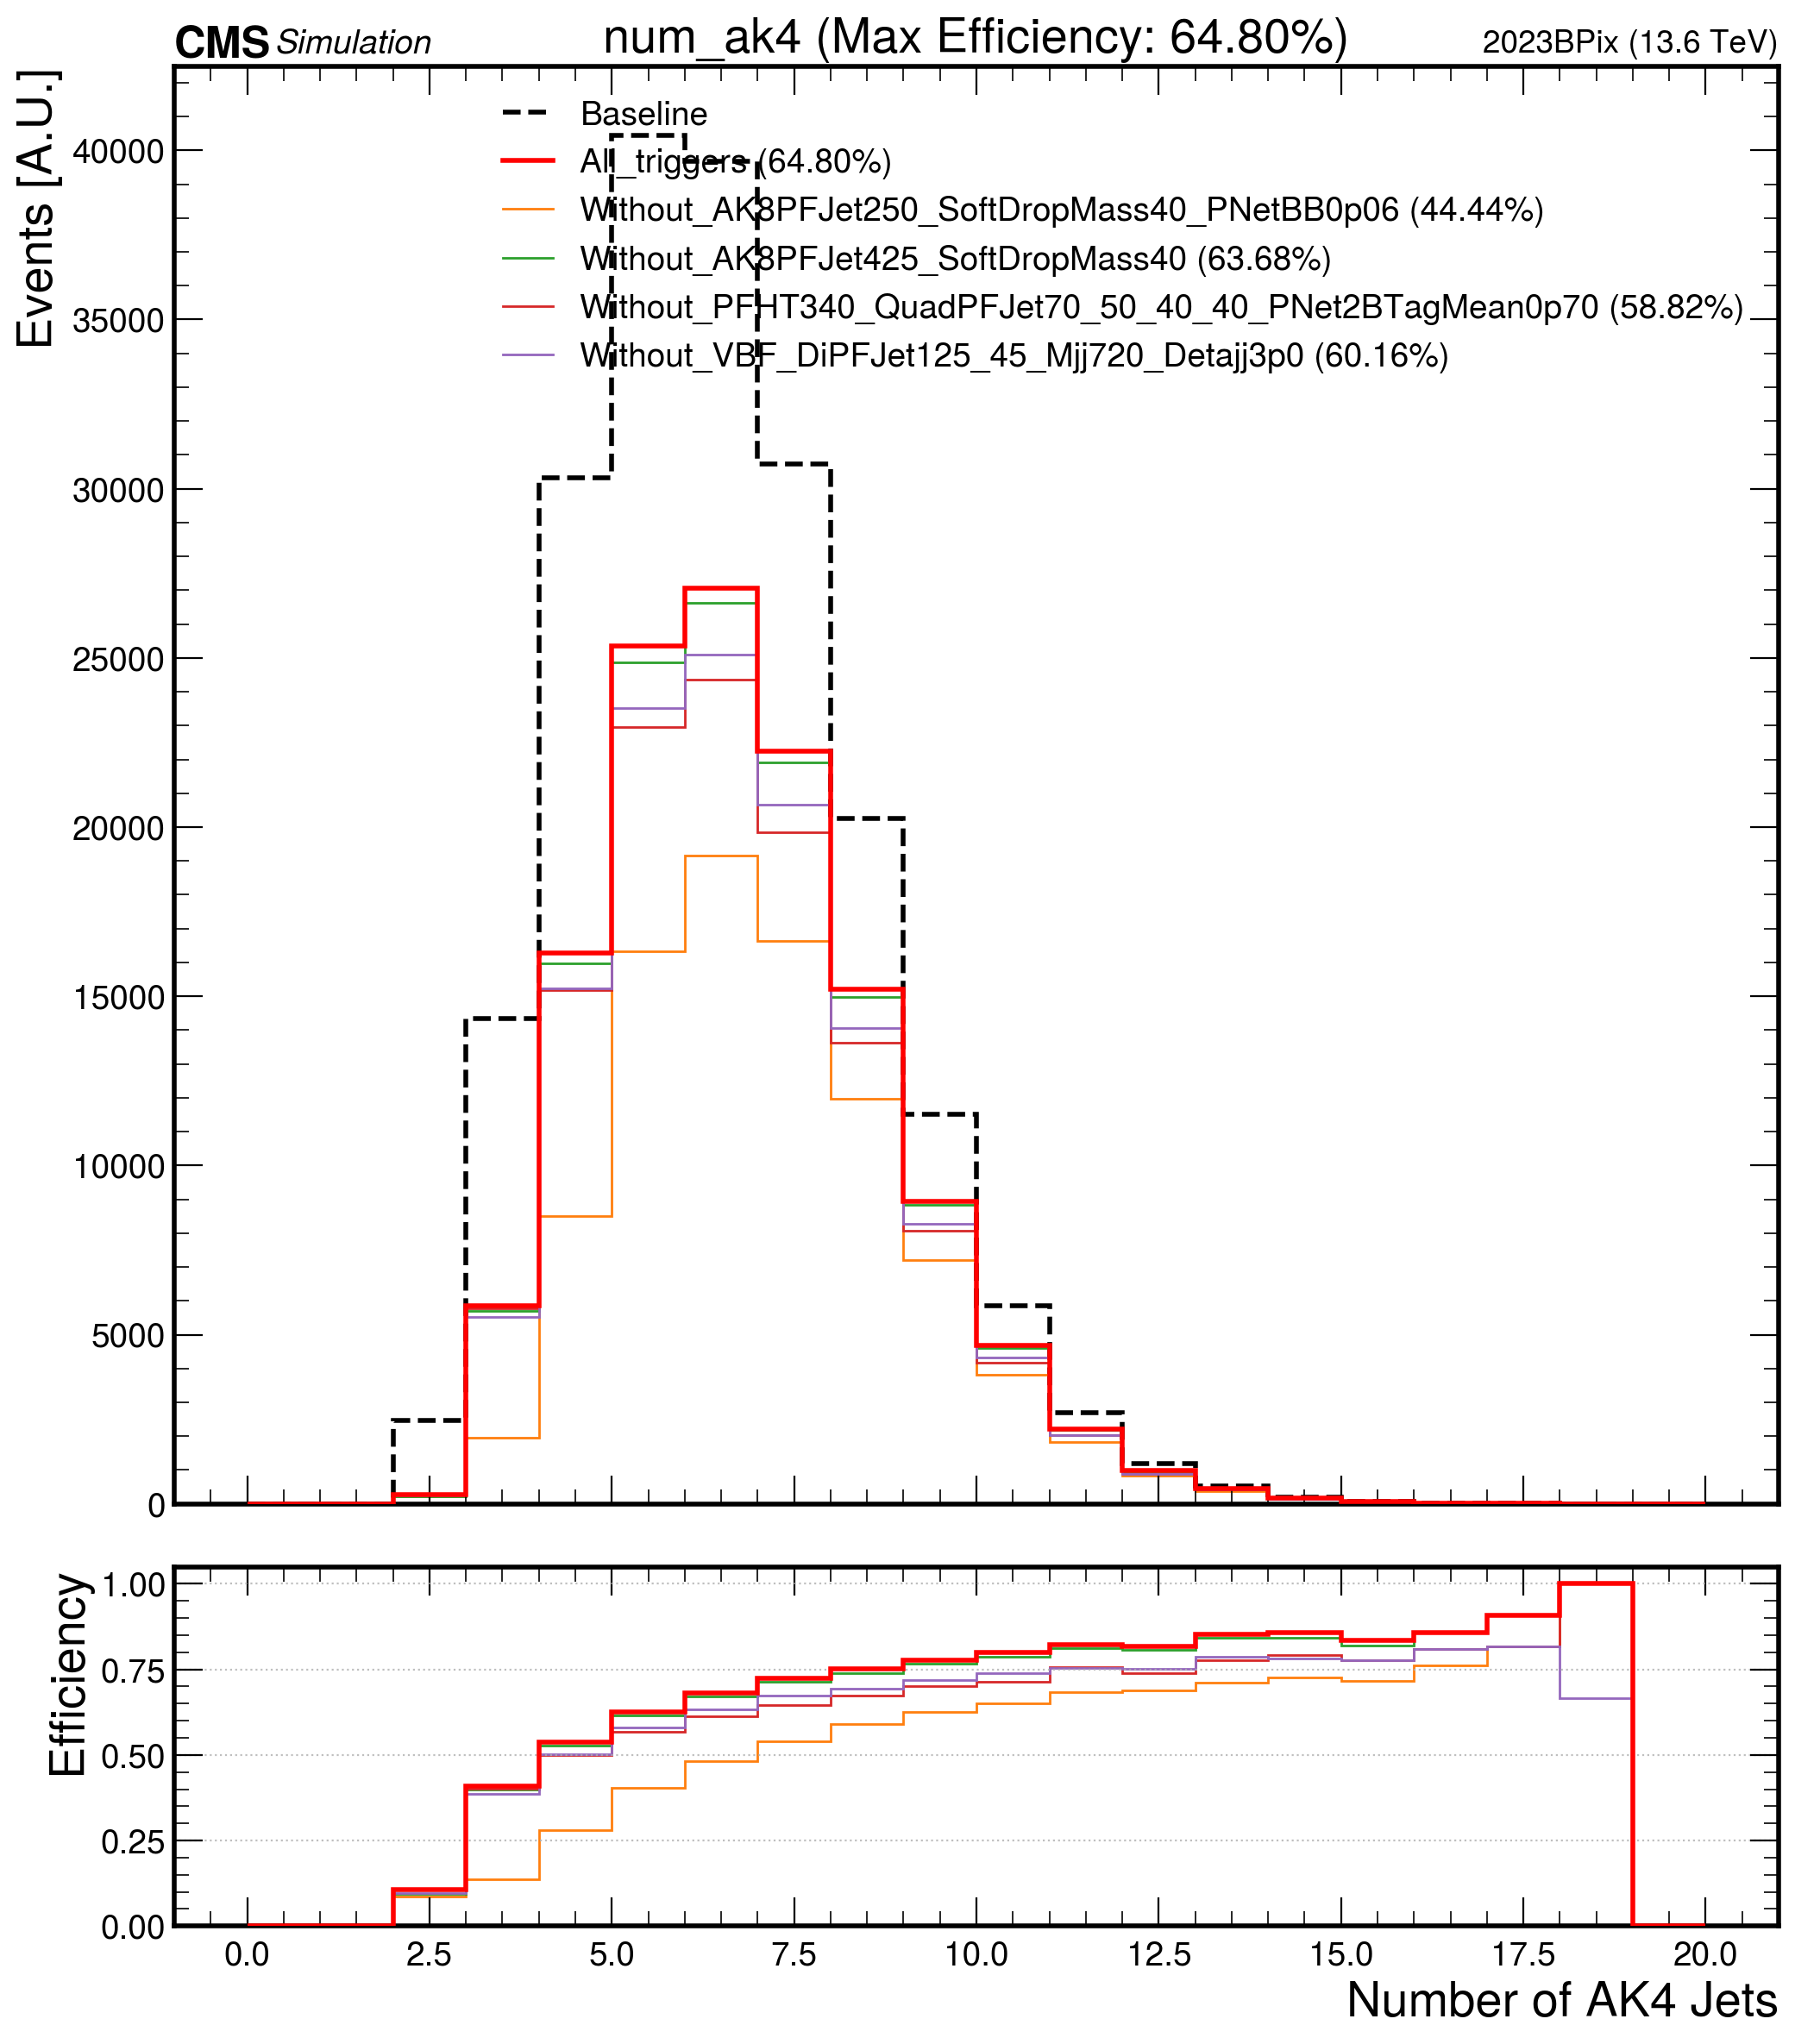 CMS Simulation num_ak4 (Max Efficiency: 64.80%) 2023BPix (13.6 TeV)
Events [A.U.]
Baseline
All_triggers (64.80%)
Without_AK8PFJet250_SoftDropMass40_PNetBB0p06 (44.44%)
Without_AK8PFJet425_SoftDropMass40 (63.68%)
Without_PFHT340_QuadPFJet70_50_40_40_PNet2BTagMean0p70 (58.82%)
Without_VBF_DiPFJet125_45_Mjj720_Detajj3p0 (60.16%)
40000
35000
30000
25000
20000
15000
10000
5000
0
Efficiency
1.00
0.75
0.50
0.25
0.00
0.0 2.5 5.0 7.5 10.0 12.5 15.0 17.5 20.0
Number of AK4 Jets